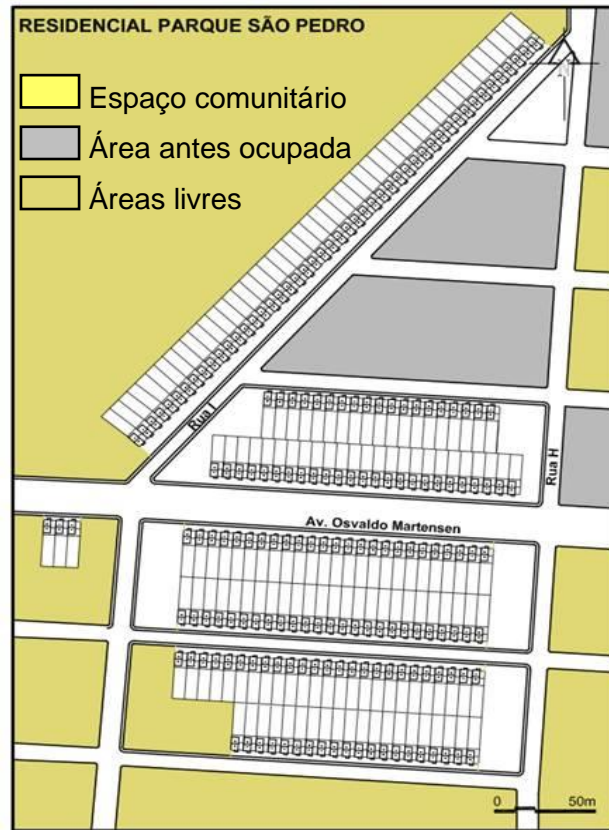 RESIDENCIAL PARQUE SÃO PEDRO
Espaço comunitário
Área antes ocupada
Áreas livres
Rua I
Rua H
Av. Osvaldo Martensen
0 50m